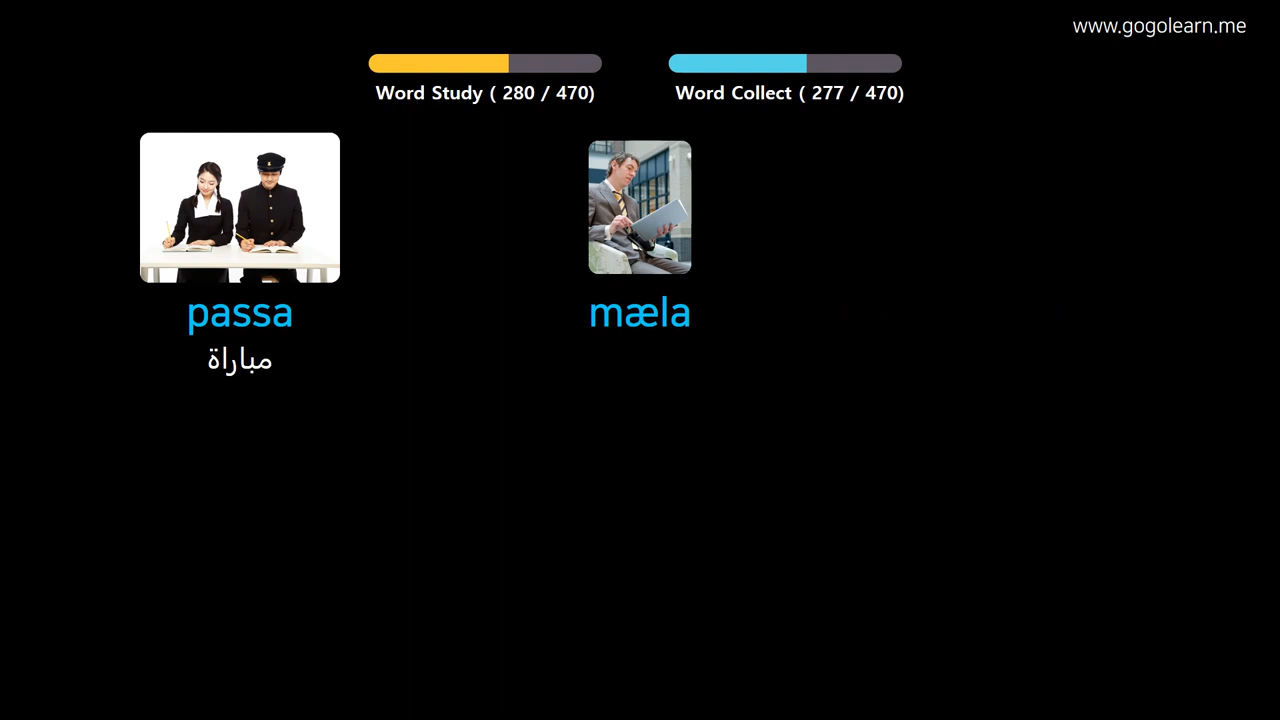 www.gogolearn.me
Word Study ( 280 / 470)
Word Collect ( 277 / 470)
passa
mæla
مباراة